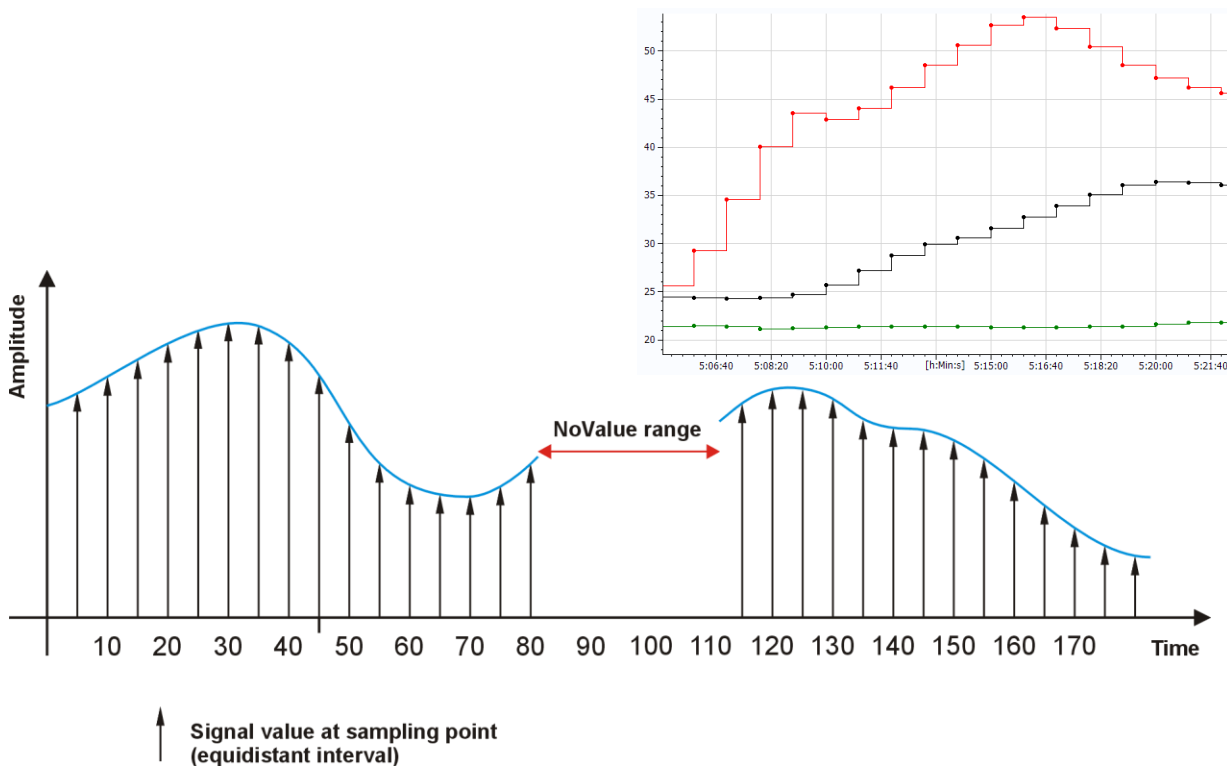 50
45
40
35
30
25
20
5:06:40 5:08:20 5:10:00 5:11:40 [h:Min:s] 5:15:00 5:16:40 5:18:20 5:20:00 5:21:40
Amplitude
NoValue range
10 20 30 40 50 60 70 80 90 100 110 120 130 140 150 160 170 Time
Signal value at sampling point
(equidistant interval)